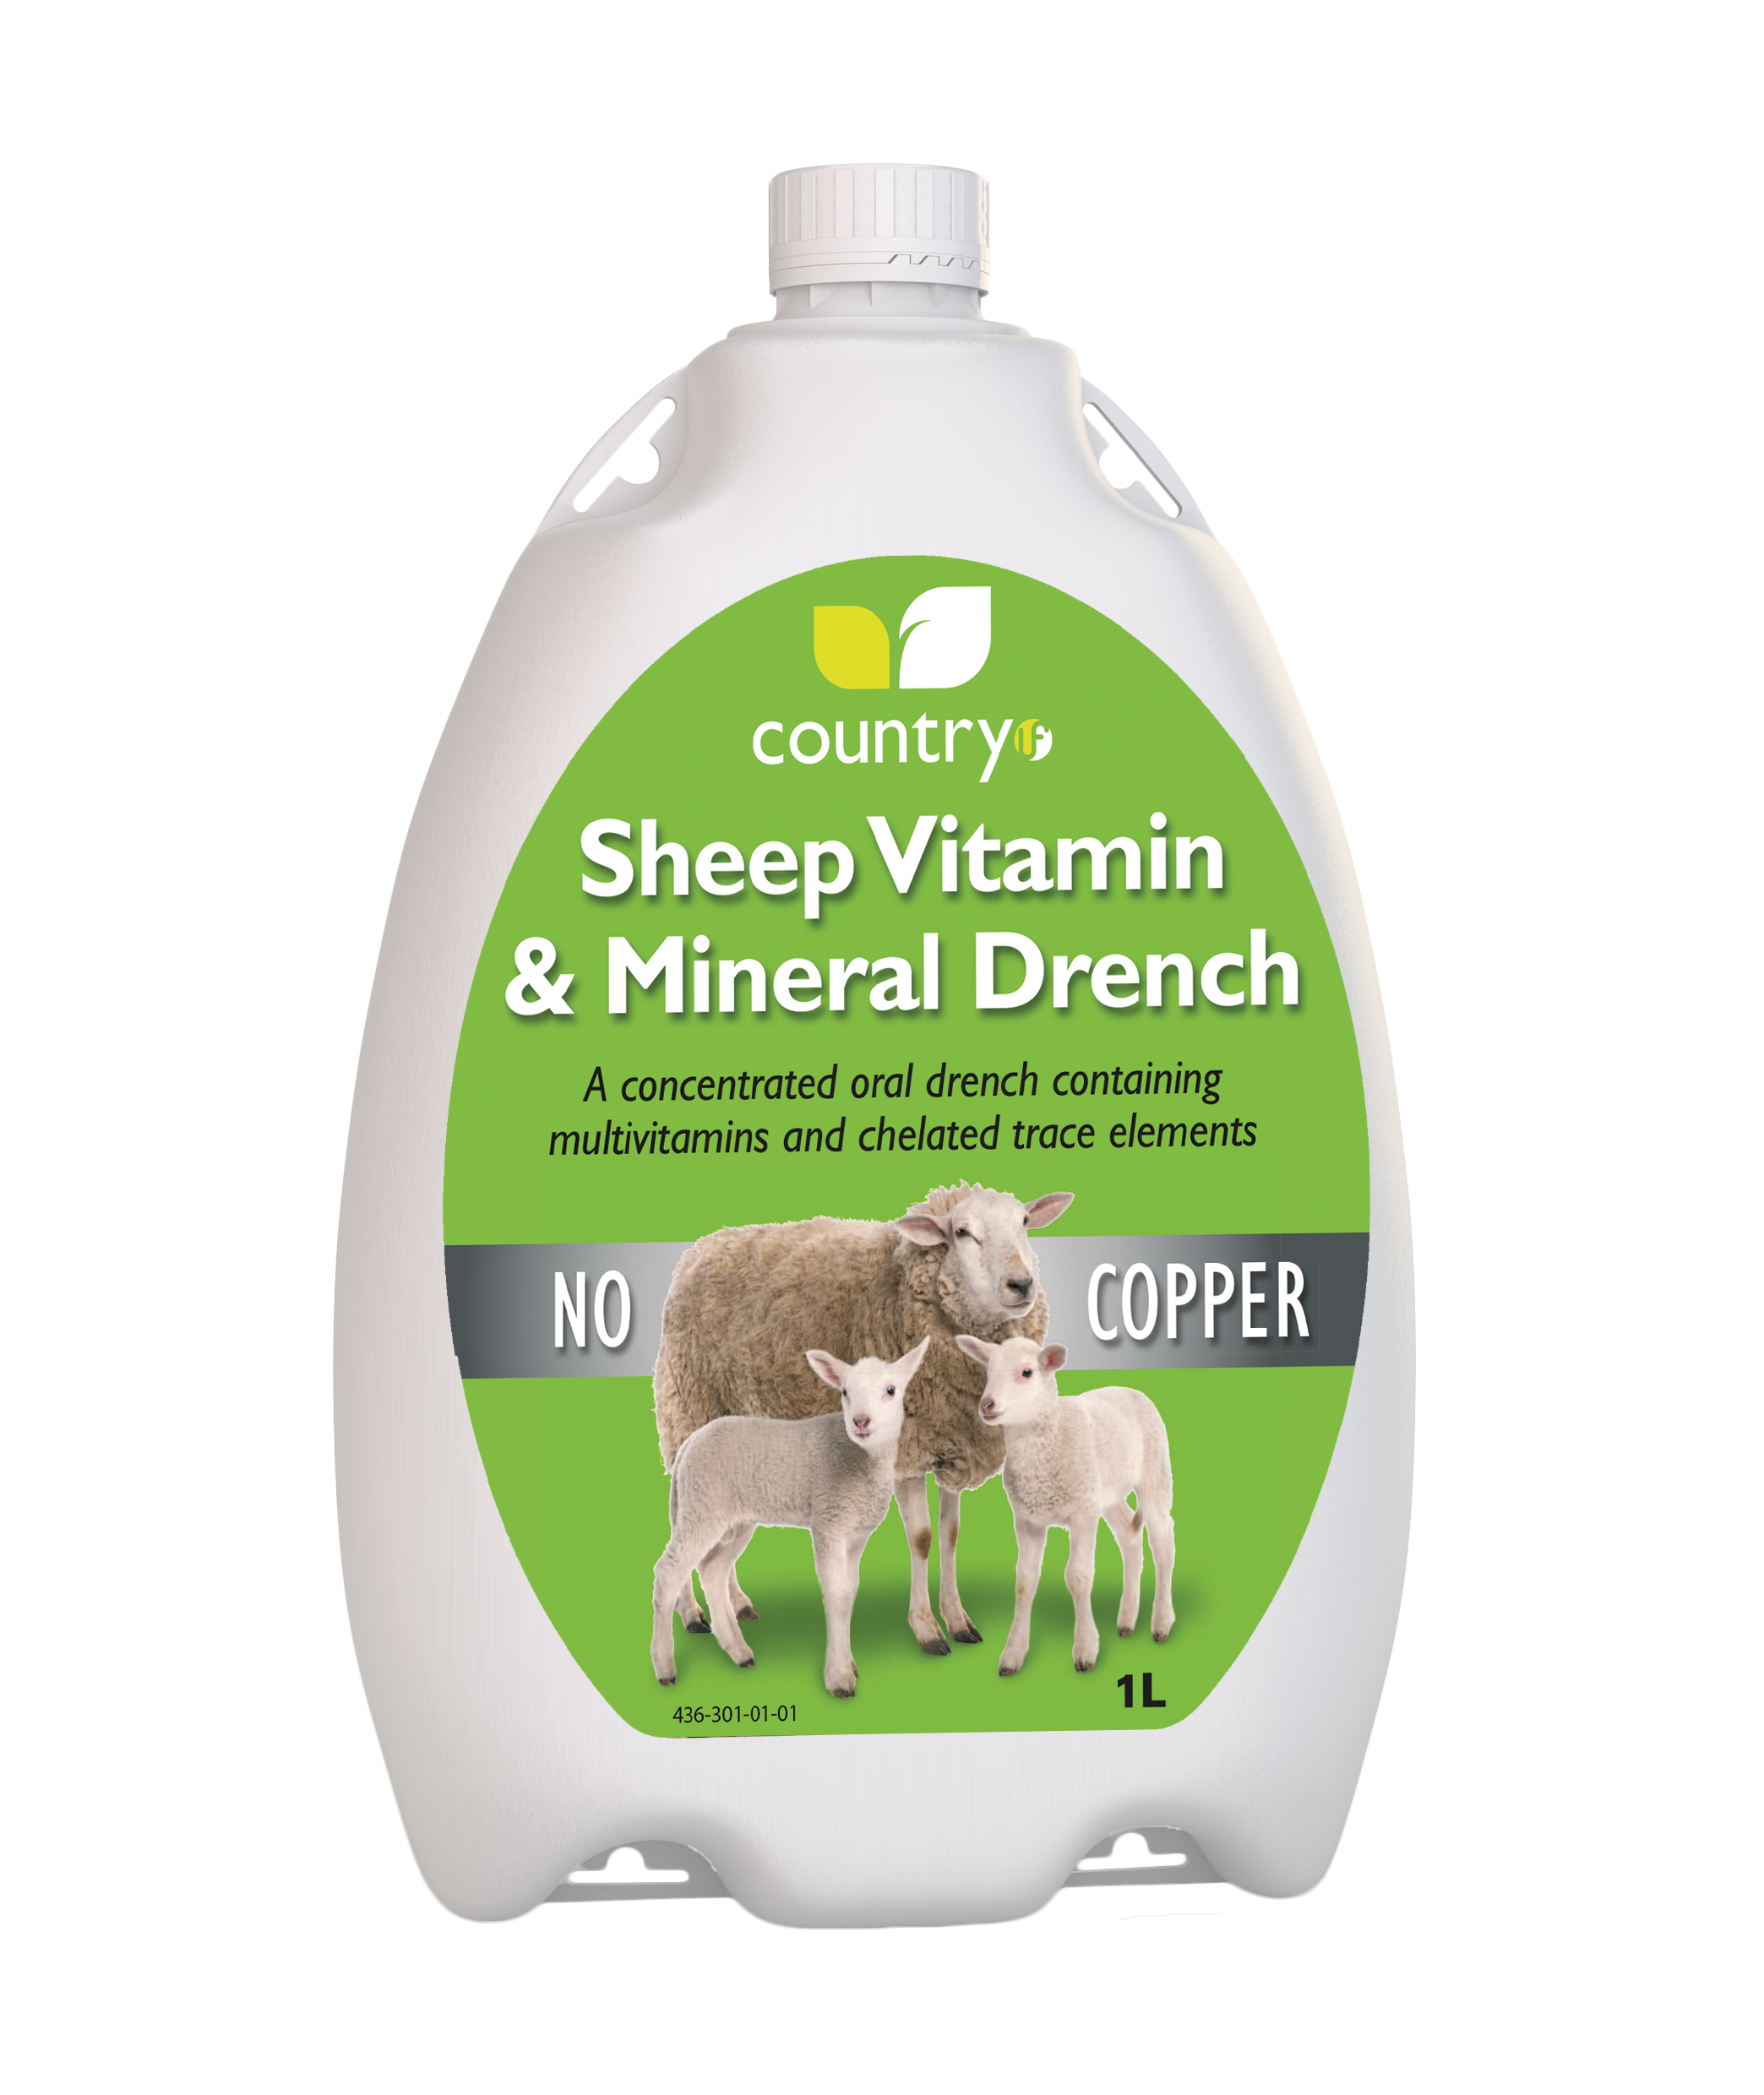 country UF
Sheep Vitamin
& Mineral Drench
A concentrated oral drench containing
multivitamins and chelated trace elements
NO COPPER
1L
436-301-01-01